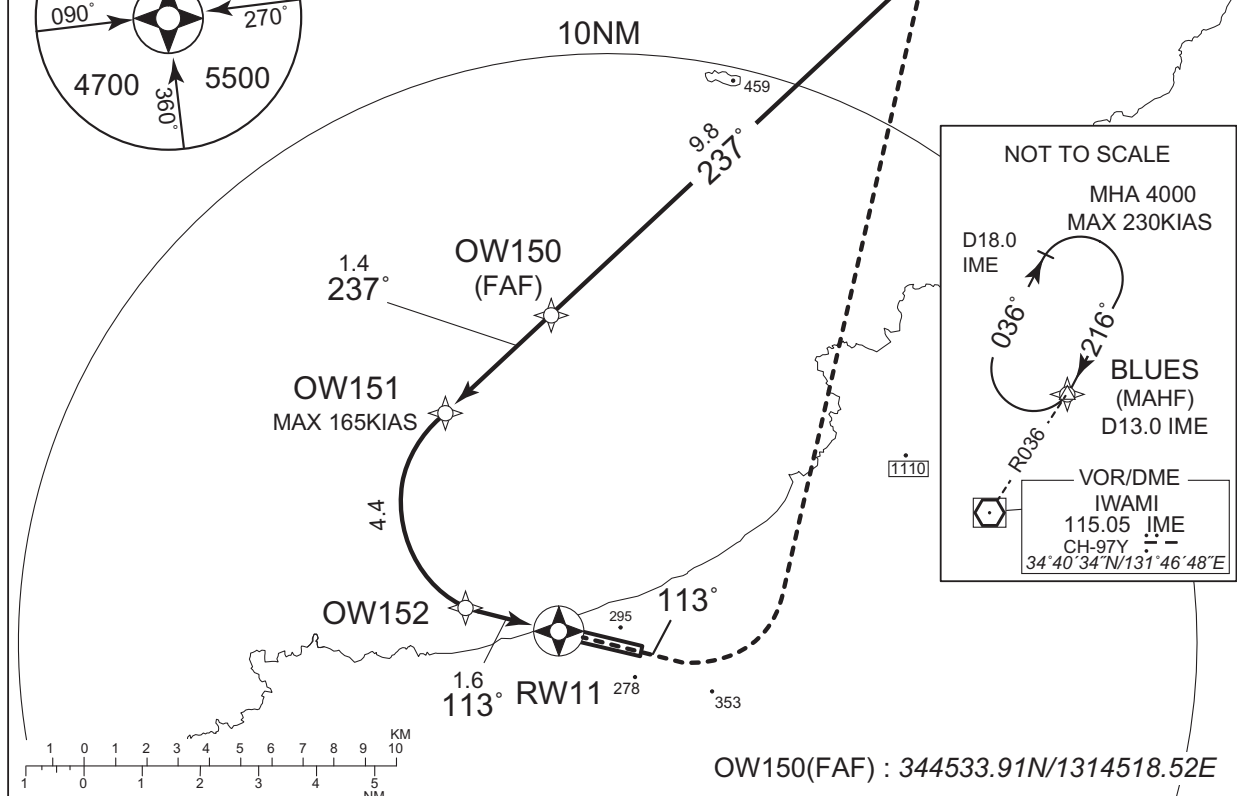 090°
270°
4700
5500
360°
10NM
459
9.8
237°
NOT TO SCALE
MHA 4000
MAX 230KIAS
D18.0
IME
036°
216°
BLUES
(MAHF)
D13.0 IME
R036
VOR/DME
IWAMI
115.05 IME
CH-97Y
34°40´34˝N/131°46´48˝E
OW150
(FAF)
1.4
237°
OW151
MAX 165KIAS
1110
4.4
OW152
295
113°
1.6
113°
RW11
278
353
KM
1 0 1 2 3 4 5 6 7 8 9 10
1 0 1 2 3 4 5
NM
OW150(FAF) : 344533.91N/1314518.52E